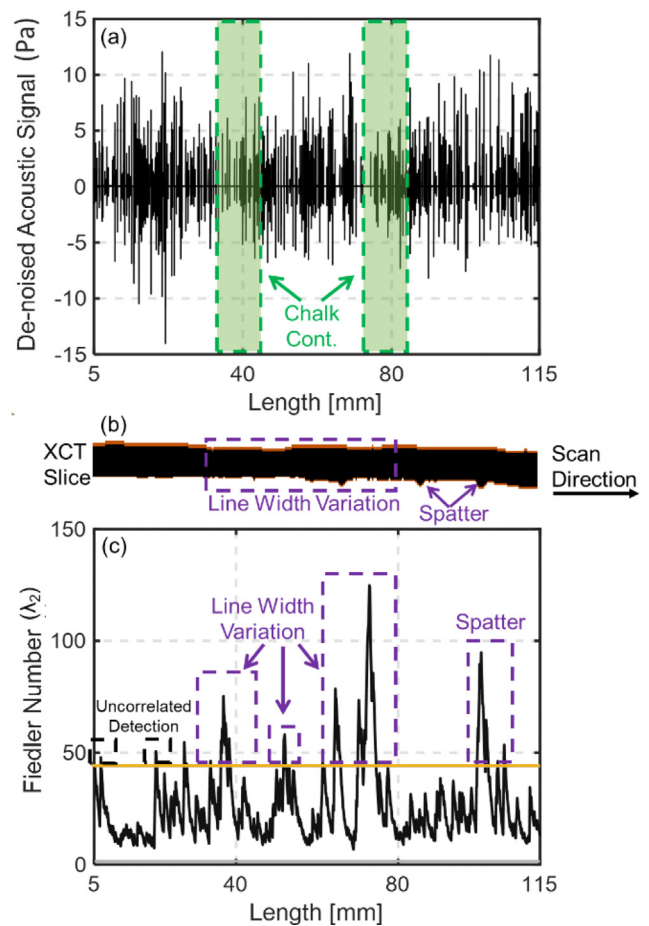 (a)
De-noised Acoustic Signal (Pa)
15
10
5
0
-5
-10
-15
Chalk
Cont.
5 40 80 115
Length [mm]
(b)
XCT
Slice
Line Width Variation
Spatter
Scan
Direction
(c)
Fiedler Number (λ2)
150
100
50
0
Line Width
Variation
Spatter
Uncorrelated
Detection
5 40 80 115
Length [mm]